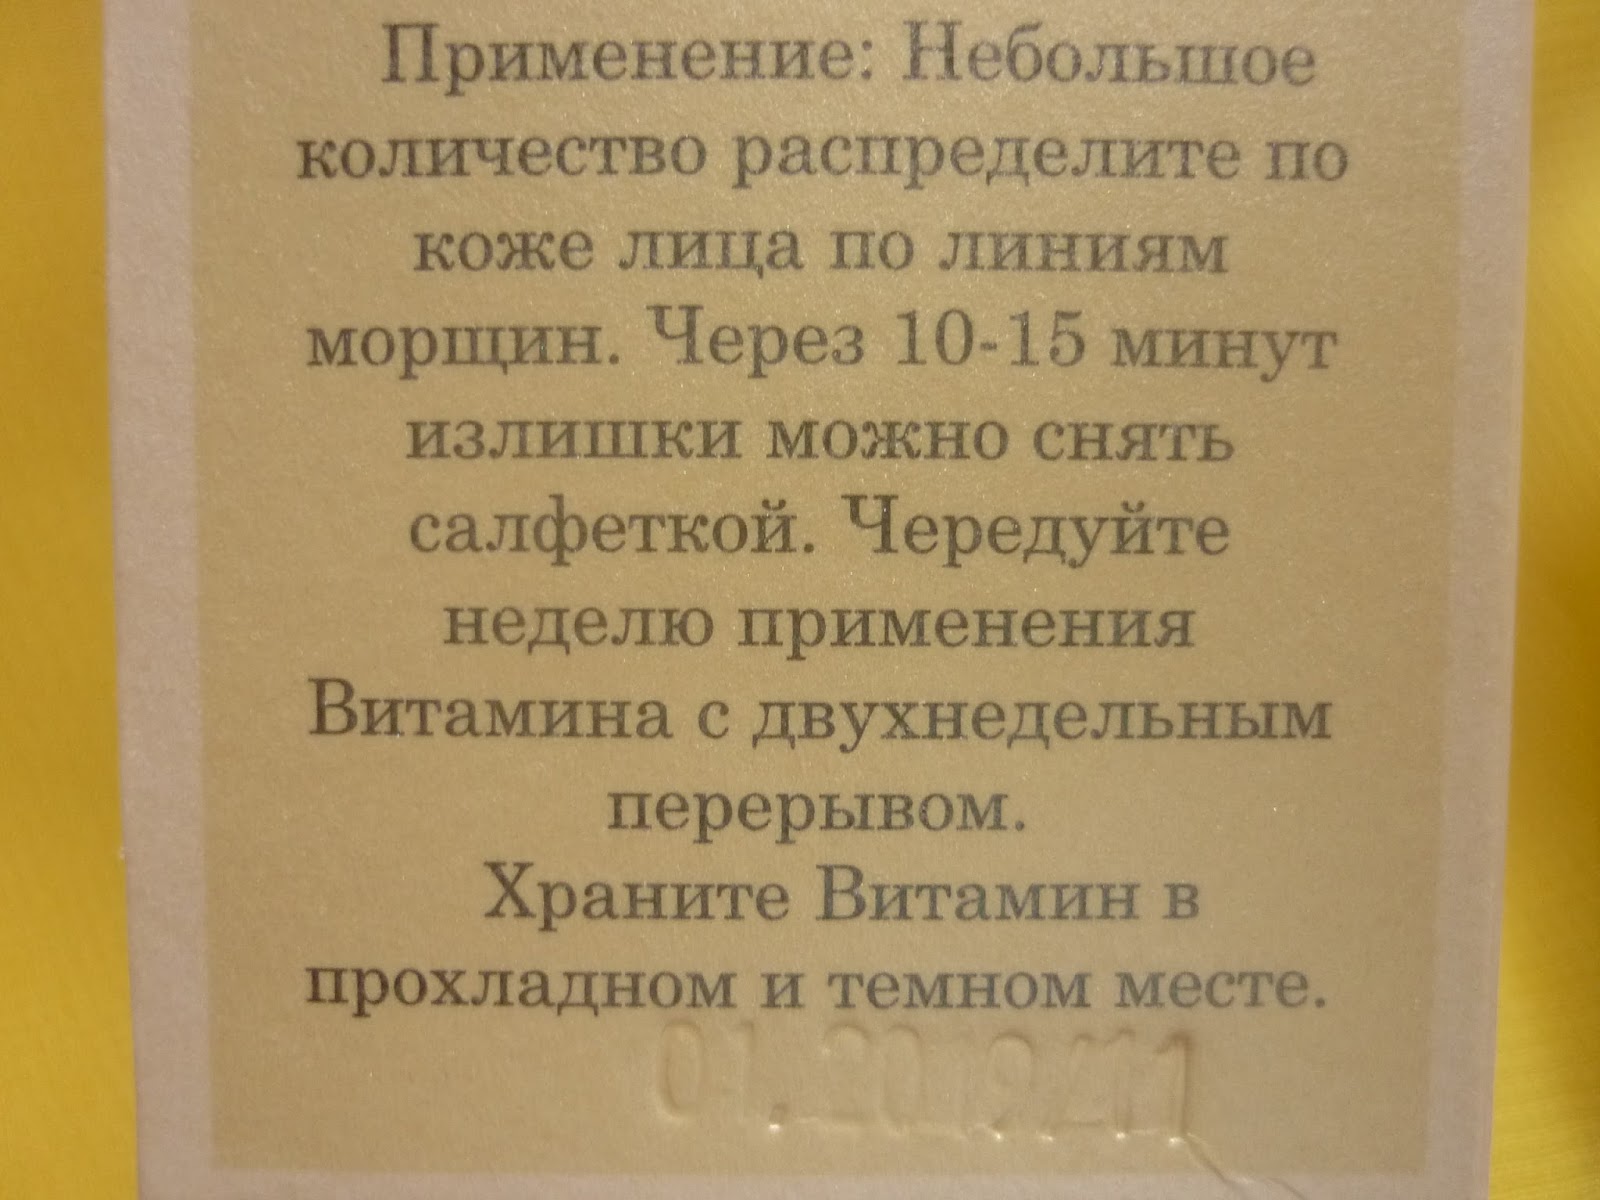 Применение: Небольшое
количество распределите по
коже лица по линиям
морщин. Через 10-15 минут
излишки можно снять
салфеткой. Чередуйте
неделю применения
Витамина с двухнедельным
перерывом.
Храните Витамин в
прохладном и темном месте.